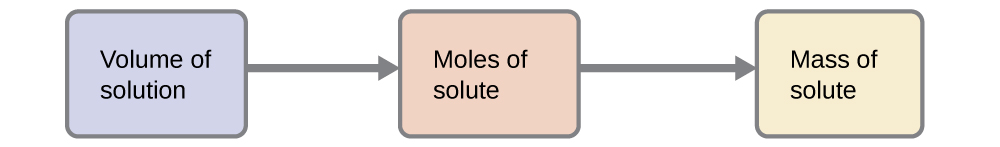 Volume of
solution
Moles of
solute
Mass of
solute